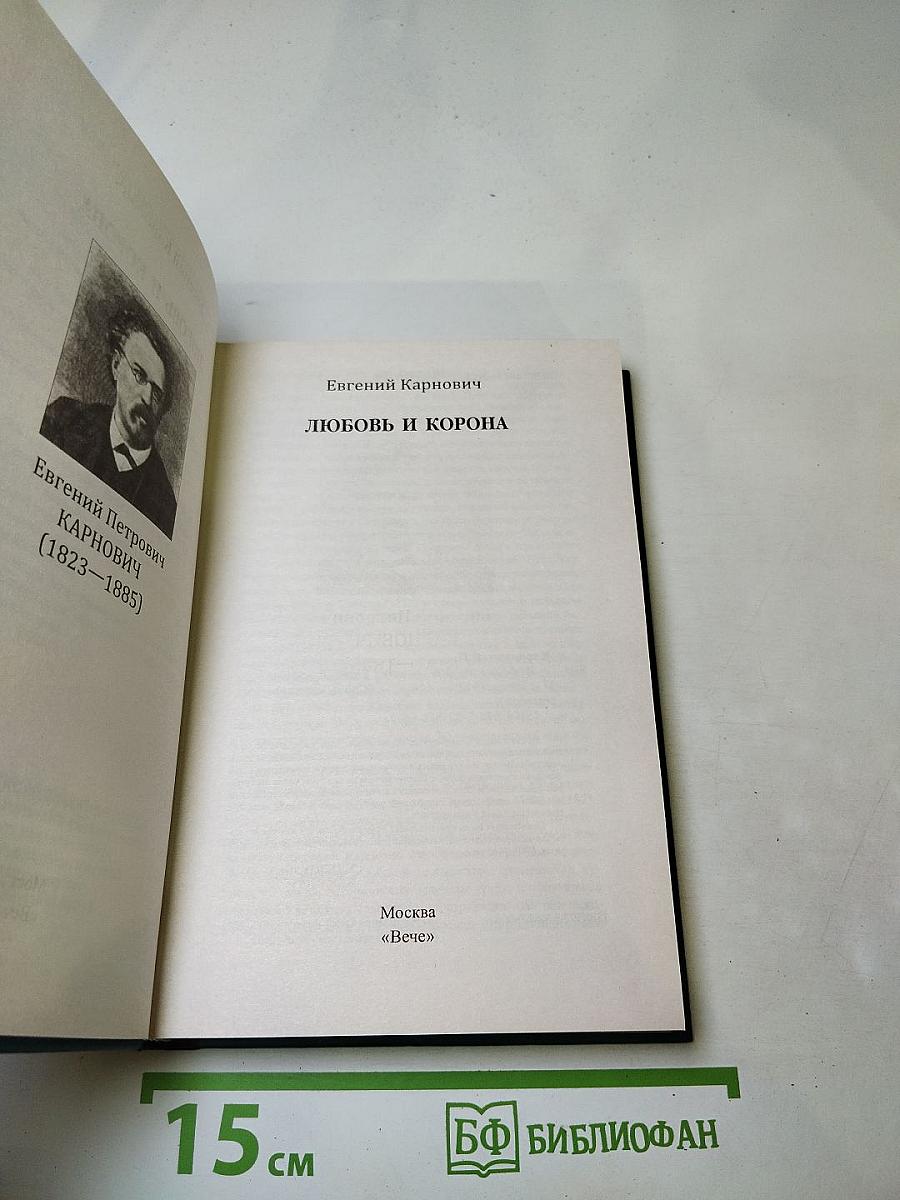 Евгений Петрович
КАРНОВИЧ
(1823—1885)
Евгений Карнович
ЛЮБОВЬ И КОРОНА
Москва
«Вече»
15 см
БФ БИБЛИОФАН